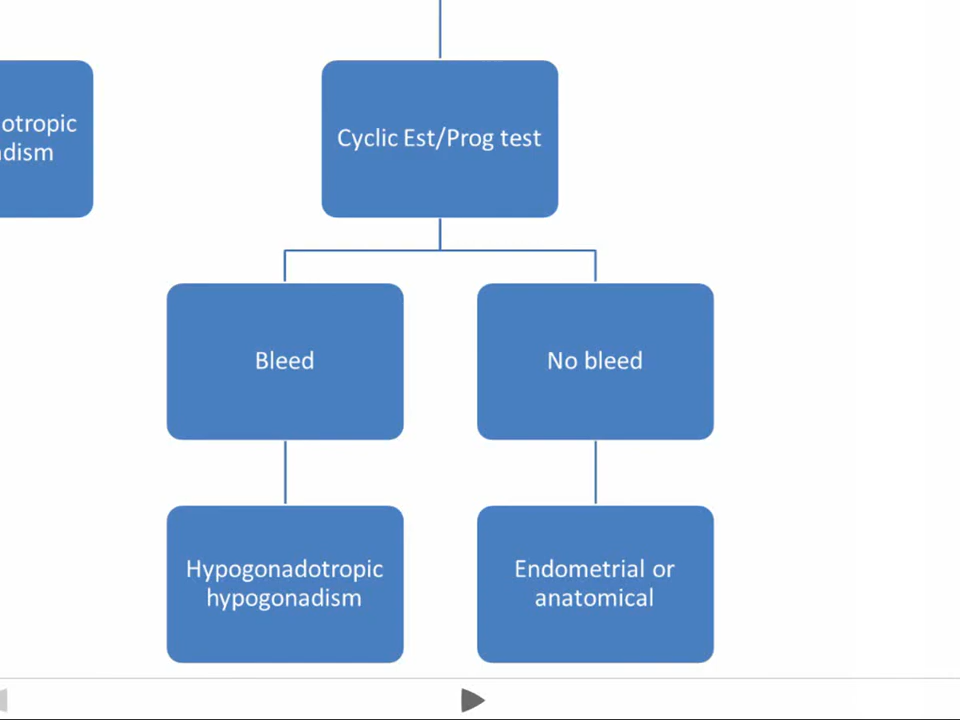 otropic
adism
Cyclic Est/Prog test
Bleed
No bleed
Hypogonadotropic
hypogonadism
Endometrial or
anatomical